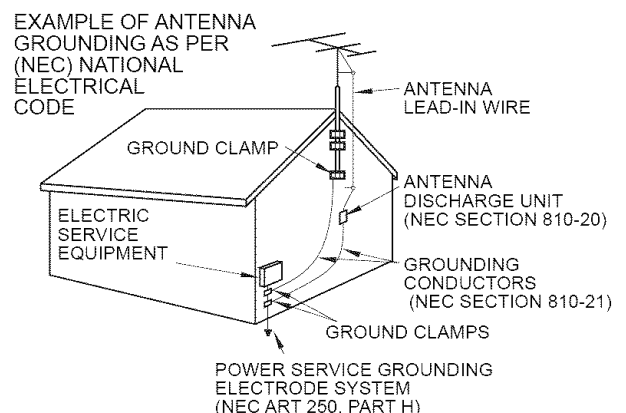 EXAMPLE OF ANTENNA
GROUNDING AS PER
(NEC) NATIONAL
ELECTRICAL
CODE
ANTENNA
LEAD-IN WIRE
GROUND CLAMP
ANTENNA
DISCHARGE UNIT
(NEC SECTION 810-20)
ELECTRIC
SERVICE
EQUIPMENT
GROUNDING
CONDUCTORS
(NEC SECTION 810-21)
GROUND CLAMPS
POWER SERVICE GROUNDING
ELECTRODE SYSTEM
(NEC ART 250, PART H)